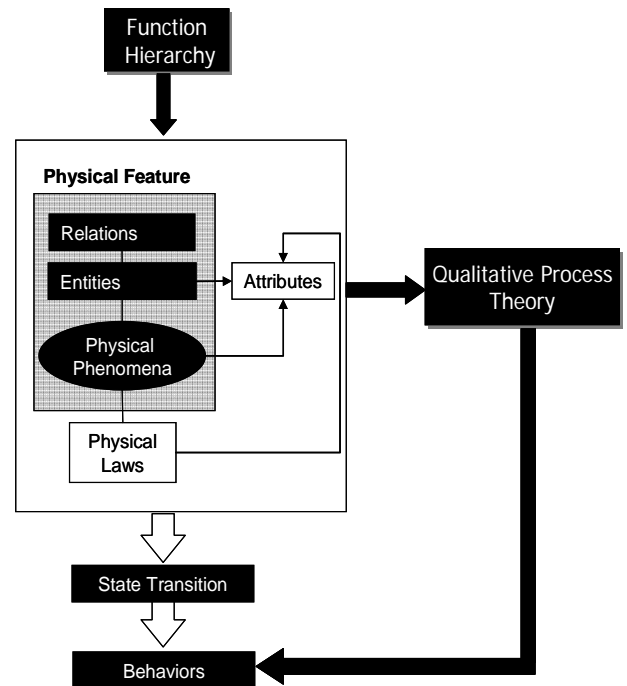 Function
Hierarchy
Physical Feature
Relations
Entities
Attributes
Qualitative Process
Theory
Physical
Phenomena
Physical
Laws
State Transition
Behaviors